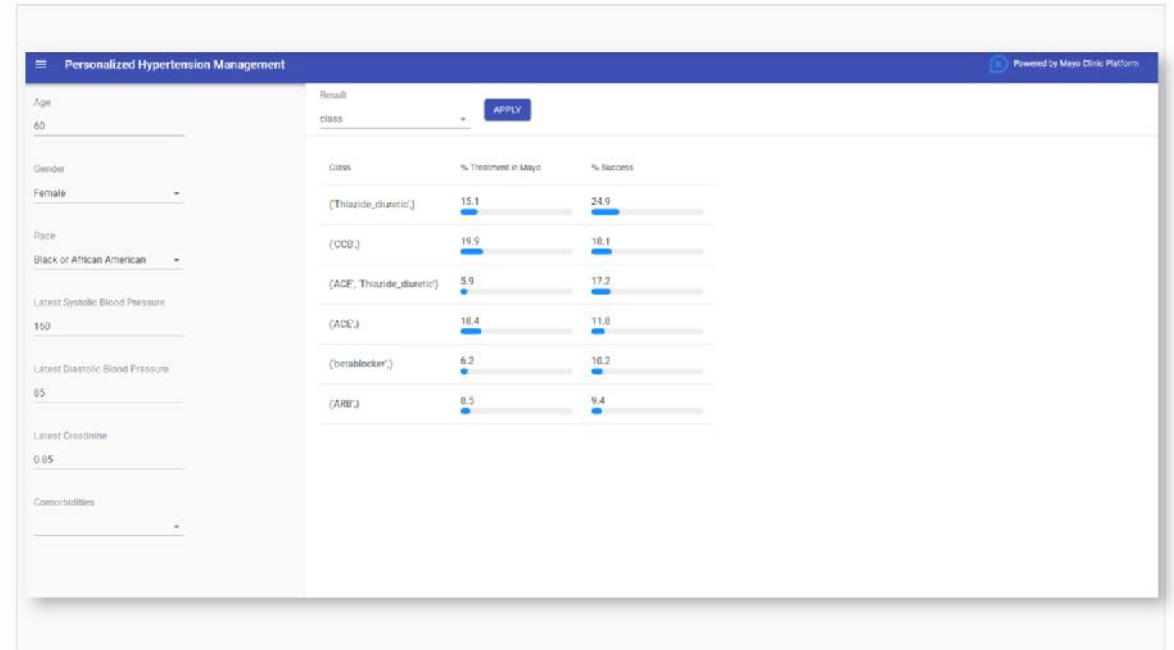 Personalized Hypertension Management
Powered by Mayo Clinic Platform
Age
60
Gender
Female
Race
Black or African American
Latest Systolic Blood Pressure
160
Latest Diastolic Blood Pressure
85
Latest Creatinine
0.85
Comorbidities
Result
class
APPLY
Class % Treatment in Mayo % Success
('Thiazide_diuretic',) 15.1 24.9
('CCB',) 19.9 18.1
('ACE', 'Thiazide_diuretic') 5.9 17.2
('ACE',) 18.4 11.8
('betablocker',) 6.2 10.2
('ARB',) 8.5 9.4